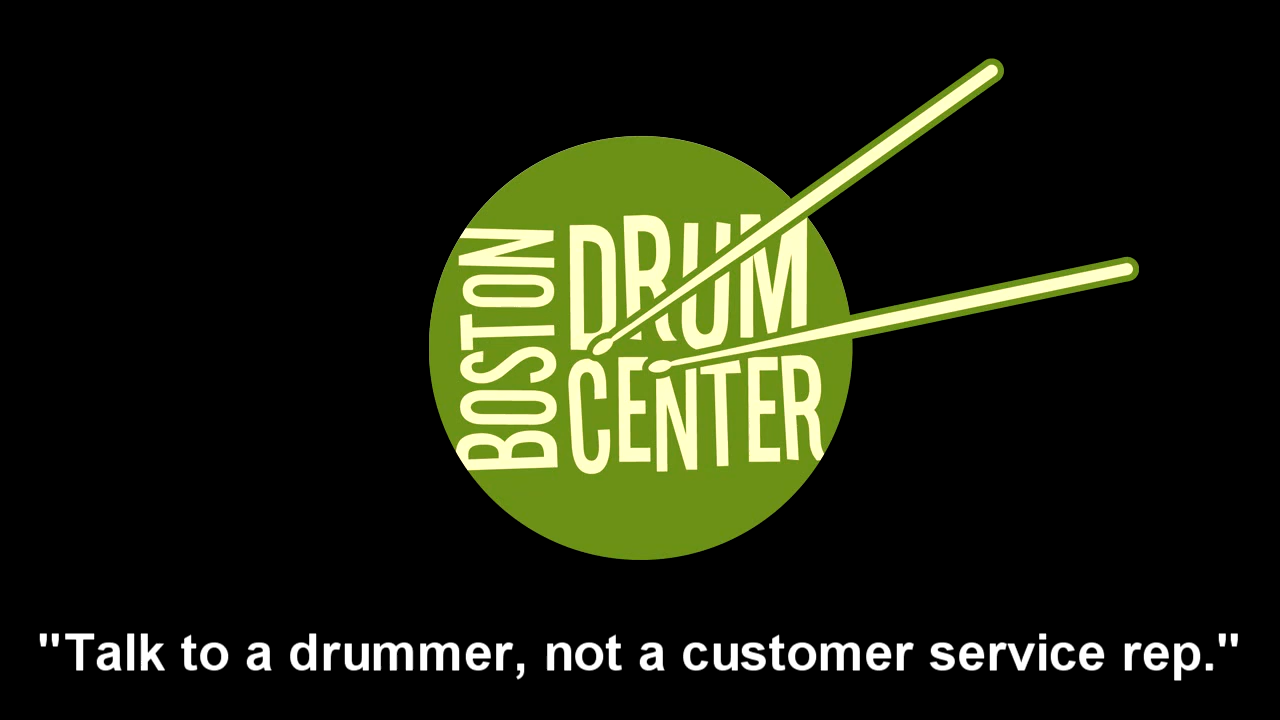 BOSTON
DRUM
CENTER
"Talk to a drummer, not a customer service rep."